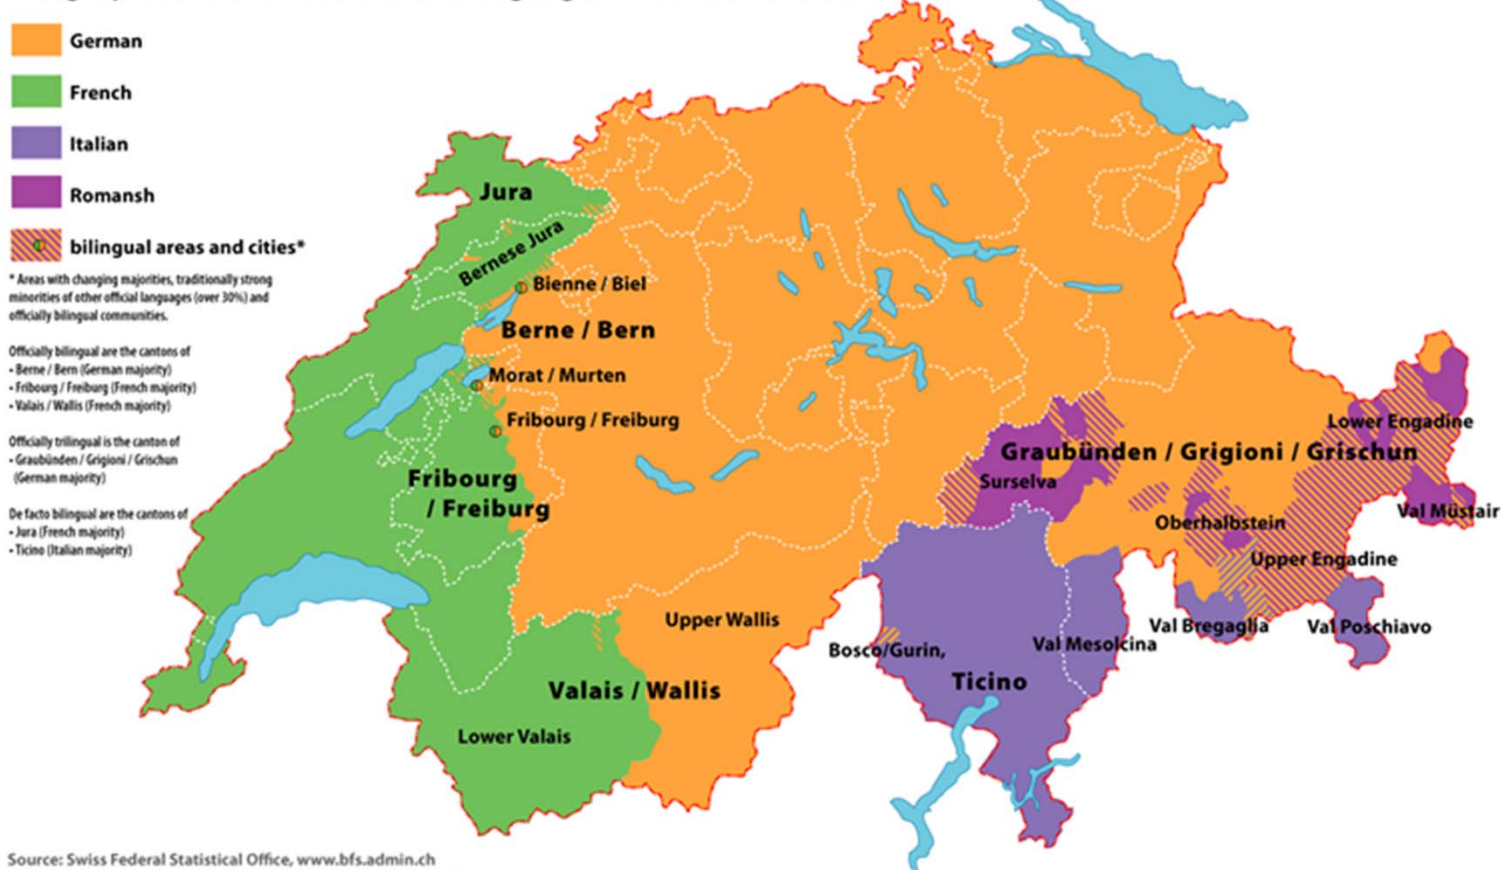 German
French
Italian
Romansh
bilingual areas and cities*
* Areas with changing majorities, traditionally strong
minorities of other official languages (over 30%) and
officially bilingual communities.
Officially bilingual are the cantons of
• Berne / Bern (German majority)
• Fribourg / Freiburg (French majority)
• Valais / Wallis (French majority)
Officially trilingual is the canton of
• Graubünden / Grigioni / Grischun
(German majority)
De facto bilingual are the cantons of
• Jura (French majority)
• Ticino (Italian majority)
Jura
Bernese Jura
Bienne / Biel
Berne / Bern
Morat / Murten
Fribourg / Freiburg
Fribourg
/ Freiburg
Lower Engadine
Graubünden / Grigioni / Grischun
Surselva
Val Müstair
Oberhalbstein
Upper Engadine
Upper Wallis
Val Bregaglia
Val Poschiavo
Bosco/Gurin,
Val Mesolcina
Ticino
Valais / Wallis
Lower Valais
Source: Swiss Federal Statistical Office, www.bfs.admin.ch